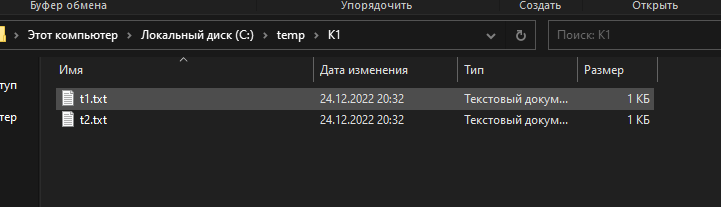 Буфер обмена Упорядочить Создать Открыть
Этот компьютер > Локальный диск (C:) > temp > K1 Поиск: K1
Имя Дата изменения Тип Размер
t1.txt 24.12.2022 20:32 Текстовый докум... 1 КБ
t2.txt 24.12.2022 20:32 Текстовый докум... 1 КБ